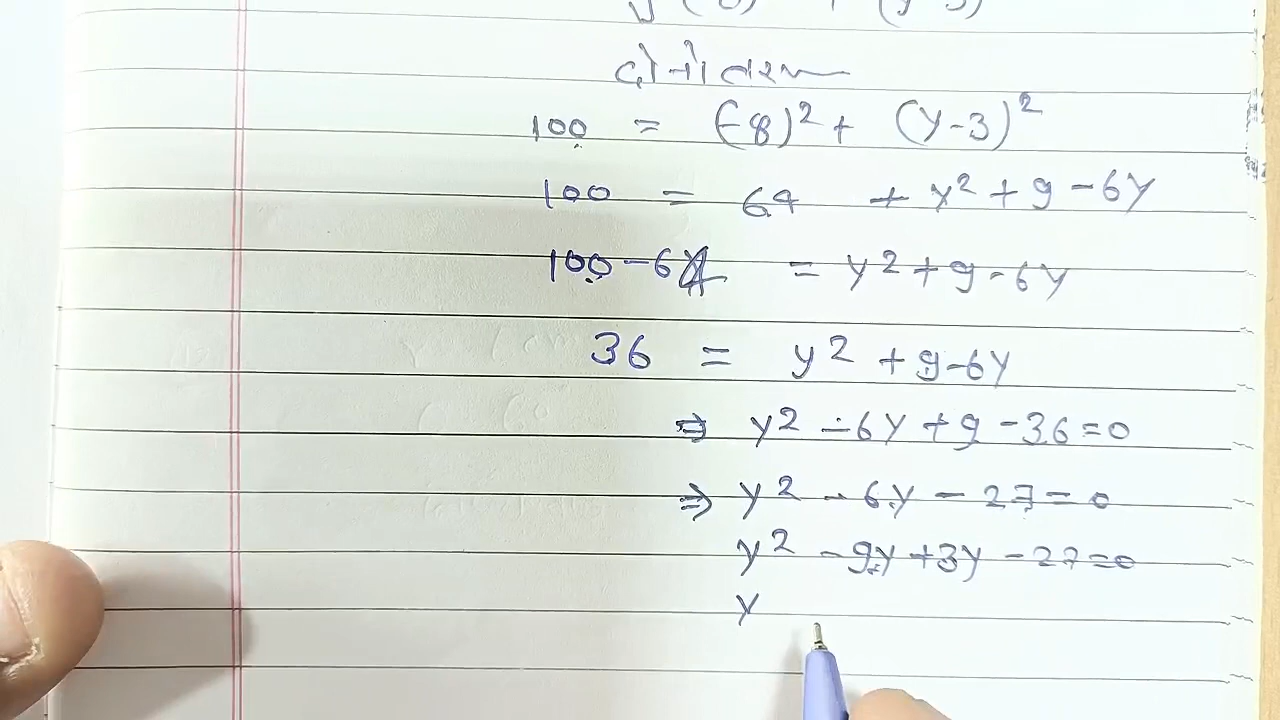 100 = (-8)² + (y-3)²
100 = 64 + y² + 9 - 6y
100 - 64 = y² + 9 - 6y
36 = y² + 9 - 6y
⇒ y² - 6y + 9 - 36 = 0
⇒ y² - 6y - 27 = 0
y² - 9y + 3y - 27 = 0
y